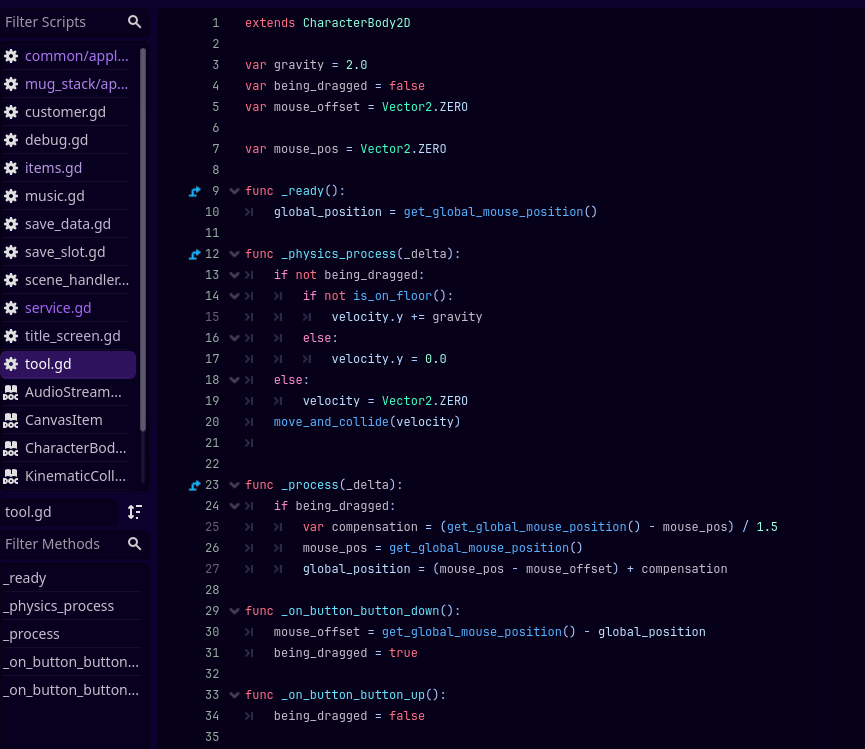 Filter Scripts
common/appl...
mug_stack/ap...
customer.gd
debug.gd
items.gd
music.gd
save_data.gd
save_slot.gd
scene_handler...
service.gd
title_screen.gd
tool.gd
AudioStream...
CanvasItem
CharacterBod...
KinematicColl...
tool.gd
Filter Methods
_ready
_physics_process
_process
_on_button_button...
_on_button_button...
1 extends CharacterBody2D
2
3 var gravity = 2.0
4 var being_dragged = false
5 var mouse_offset = Vector2.ZERO
6
7 var mouse_pos = Vector2.ZERO
8
9 func _ready():
10 global_position = get_global_mouse_position()
11
12 func _physics_process(_delta):
13 if not being_dragged:
14 if not is_on_floor():
15 velocity.y += gravity
16 else:
17 velocity.y = 0.0
18 else:
19 velocity = Vector2.ZERO
20 move_and_collide(velocity)
21
22
23 func _process(_delta):
24 if being_dragged:
25 var compensation = (get_global_mouse_position() - mouse_pos) / 1.5
26 mouse_pos = get_global_mouse_position()
27 global_position = (mouse_pos - mouse_offset) + compensation
28
29 func _on_button_button_down():
30 mouse_offset = get_global_mouse_position() - global_position
31 being_dragged = true
32
33 func _on_button_button_up():
34 being_dragged = false
35